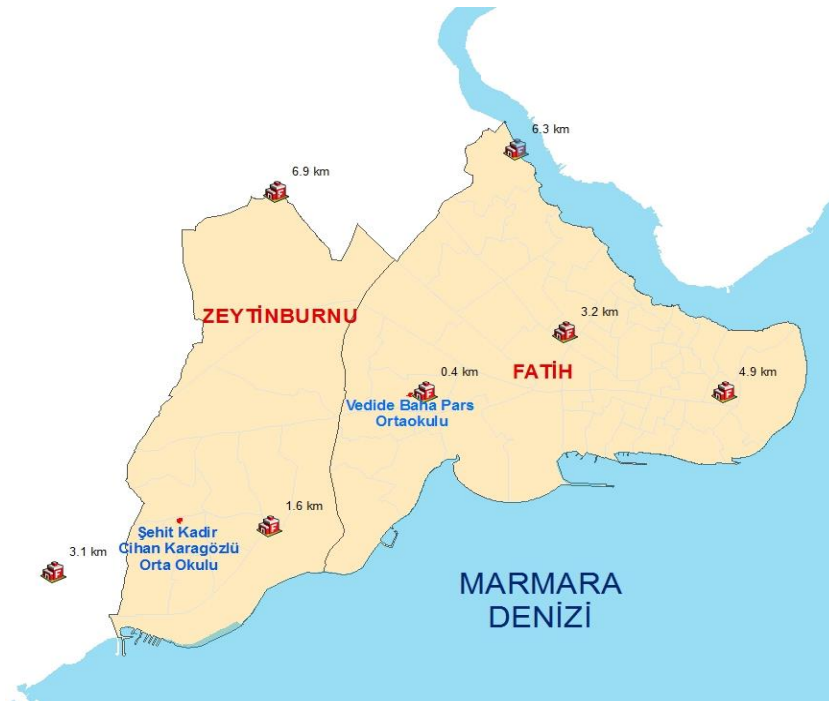 6.3 km
6.9 km
ZEYTİNBURNU
3.2 km
0.4 km
FATİH
4.9 km
Vedide Baha Pars
Ortaokulu
1.6 km
Şehit Kadir
Cihan Karagözlü
Orta Okulu
3.1 km
MARMARA
DENİZİ